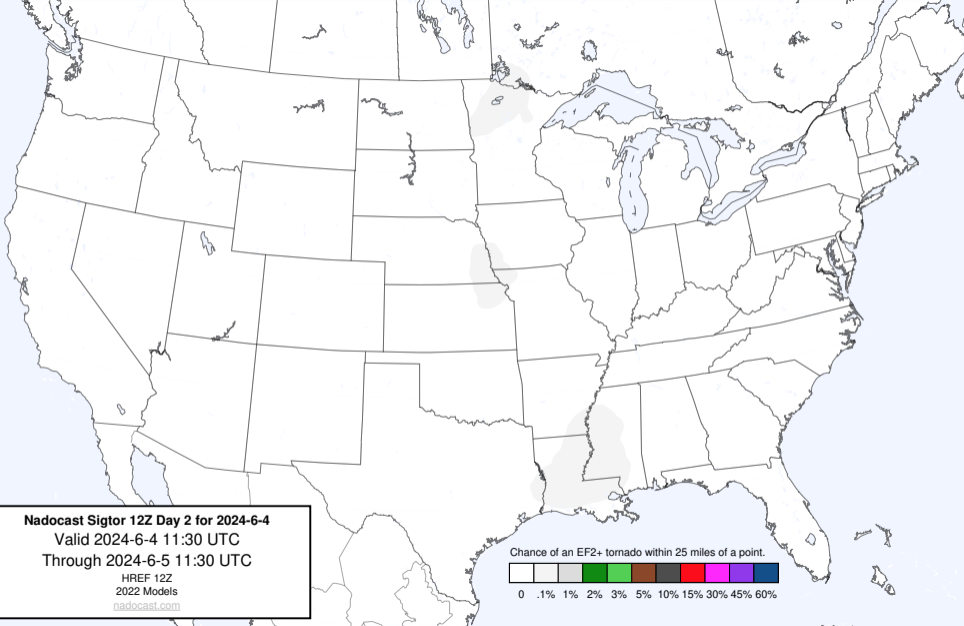 Nadocast Sigtor 12Z Day 2 for 2024-6-4
Valid 2024-6-4 11:30 UTC
Through 2024-6-5 11:30 UTC
HREF 12Z
2022 Models
nadocast.com
Chance of an EF2+ tornado within 25 miles of a point.
0 .1% 1% 2% 3% 5% 10% 15% 30% 45% 60%